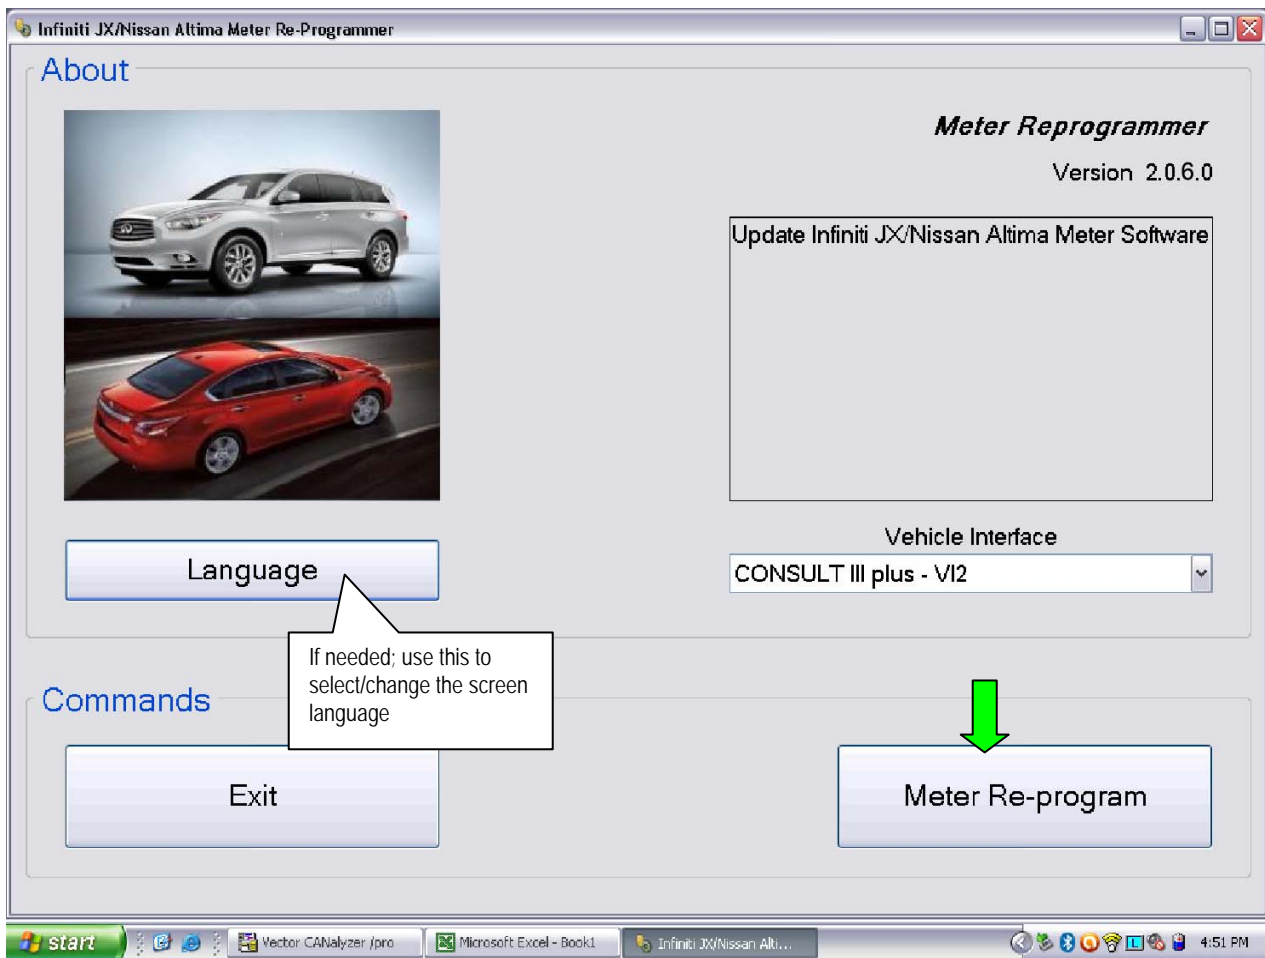 Infiniti JX/Nissan Altima Meter Re-Programmer
About
Meter Reprogrammer
Version 2.0.6.0
Update Infiniti JX/Nissan Altima Meter Software
Vehicle Interface
CONSULT III plus - VI2
Language
If needed; use this to
select/change the screen
language
Commands
Exit
Meter Re-program
start
Vector CANalyzer /pro
Microsoft Excel - Book1
Infiniti JX/Nissan Alti...
L
4:51 PM